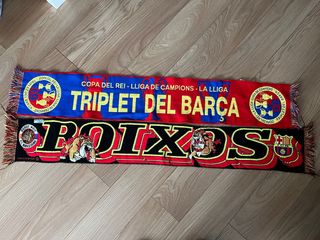 COPA DEL REI - LLIGA DE CAMPIONS - LA LLIGA
TRIPLET DEL BARÇA
BOIXOS